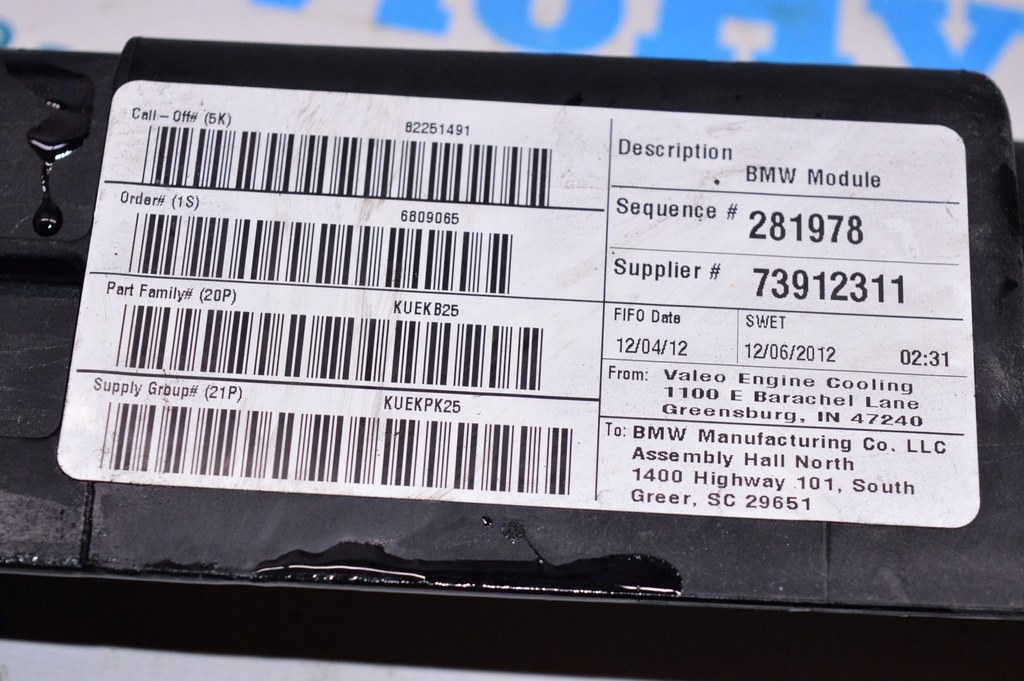 Call-Off# (5K)
82251491
Order# (1S)
6809065
Part Family# (20P)
KUEKB25
Supply Group# (21P)
KUEKPK25
Description
BMW Module
Sequence # 281978
Supplier # 73912311
FIFO Date
12/04/12
SWET
12/06/2012 02:31
From: Valeo Engine Cooling
1100 E Barachel Lane
Greensburg, IN 47240
To: BMW Manufacturing Co. LLC
Assembly Hall North
1400 Highway 101, South
Greer, SC 29651